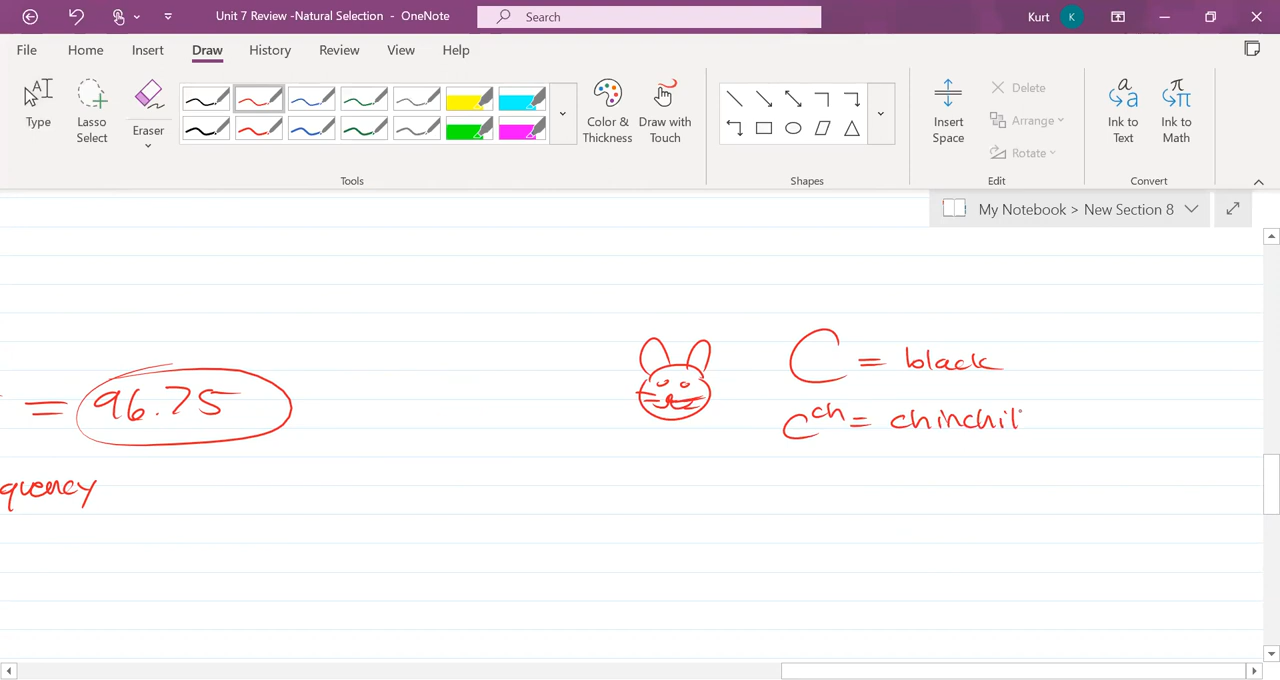 Unit 7 Review -Natural Selection - OneNote
Search
Kurt
K
File Home Insert Draw History Review View Help
Type
Lasso Select
Eraser
Color & Thickness
Draw with Touch
Insert Space
Delete
Arrange
Rotate
Ink to Text
Ink to Math
Tools
Shapes
Edit
Convert
My Notebook > New Section 8
C = black
= 96.75
C^ch = chinchil
quency